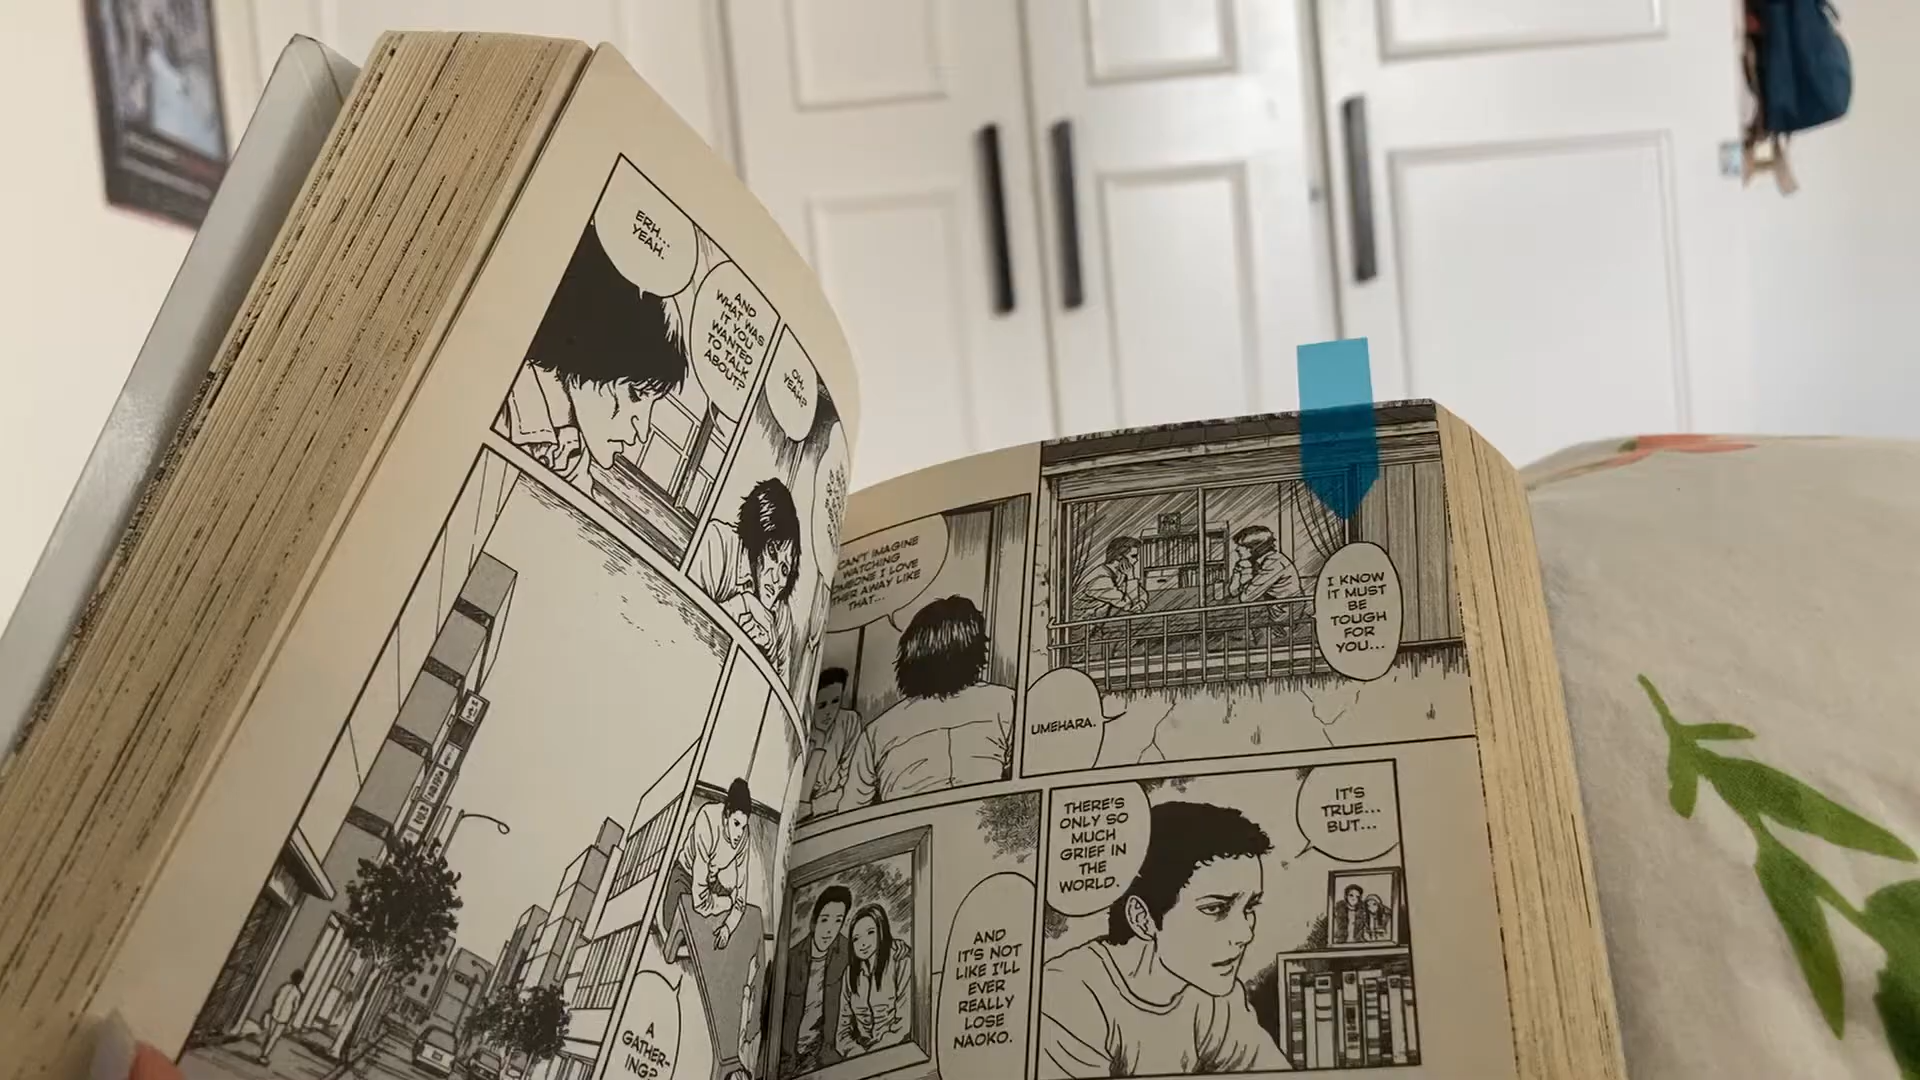 I KNOW
IT MUST
BE
TOUGH
FOR
YOU...
UMEHARA.
CAN'T IMAGINE
WATCHING
OMEONE I LOVE
THER AWAY LIKE
THAT...
IT'S
TRUE...
BUT...
THERE'S
ONLY SO
MUCH
GRIEF IN
THE
WORLD.
AND
IT'S NOT
LIKE I'LL
EVER
REALLY
LOSE
NAOKO.
OH,
YEAH?
AND
WHAT WAS
IT YOU
WANTED
TO TALK
ABOUT?
ERH...
YEAH.
A
GATHER-
ING?